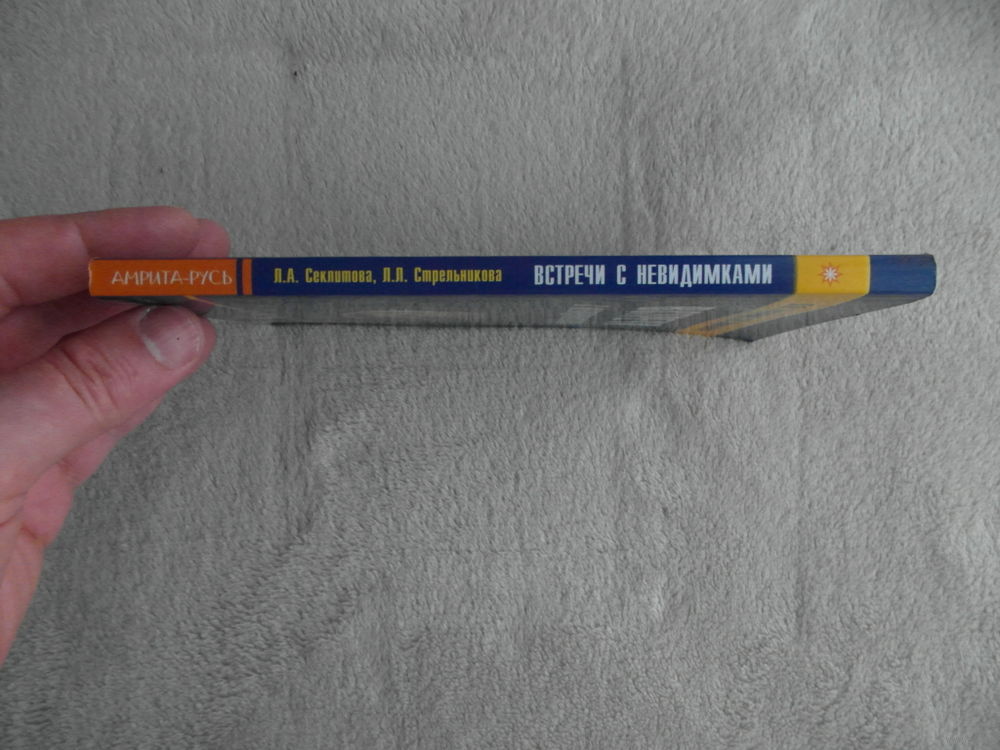 АМРИТА-РУСЬ Л.А. Секлитова, Л.Л. Стрельникова ВСТРЕЧИ С НЕВИДИМКАМИ